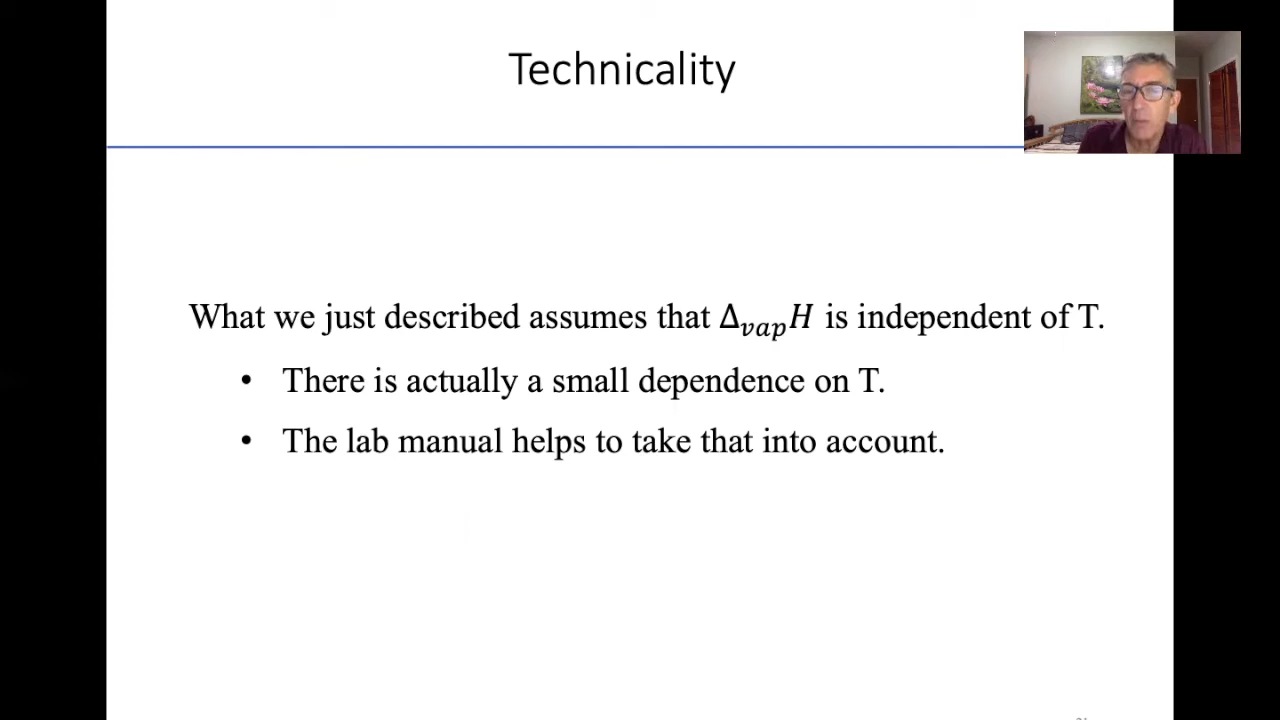 Technicality
What we just described assumes that Δ𝑣𝑎𝑝𝐻 is independent of T.
• There is actually a small dependence on T.
• The lab manual helps to take that into account.